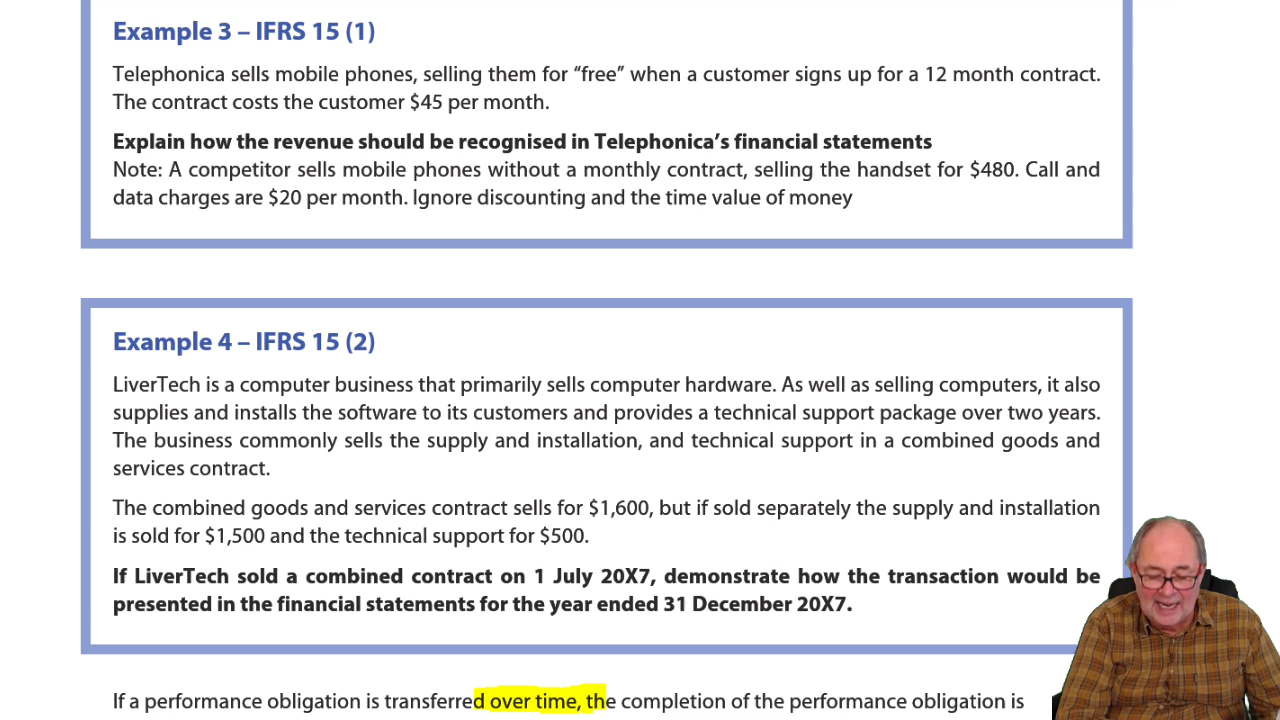 Example 3 – IFRS 15 (1)
Telephonica sells mobile phones, selling them for “free” when a customer signs up for a 12 month contract.
The contract costs the customer $45 per month.
Explain how the revenue should be recognised in Telephonica’s financial statements
Note: A competitor sells mobile phones without a monthly contract, selling the handset for $480. Call and
data charges are $20 per month. Ignore discounting and the time value of money
Example 4 – IFRS 15 (2)
LiverTech is a computer business that primarily sells computer hardware. As well as selling computers, it also
supplies and installs the software to its customers and provides a technical support package over two years.
The business commonly sells the supply and installation, and technical support in a combined goods and
services contract.
The combined goods and services contract sells for $1,600, but if sold separately the supply and installation
is sold for $1,500 and the technical support for $500.
If LiverTech sold a combined contract on 1 July 20X7, demonstrate how the transaction would be
presented in the financial statements for the year ended 31 December 20X7.
If a performance obligation is transferred over time, the completion of the performance obligation is